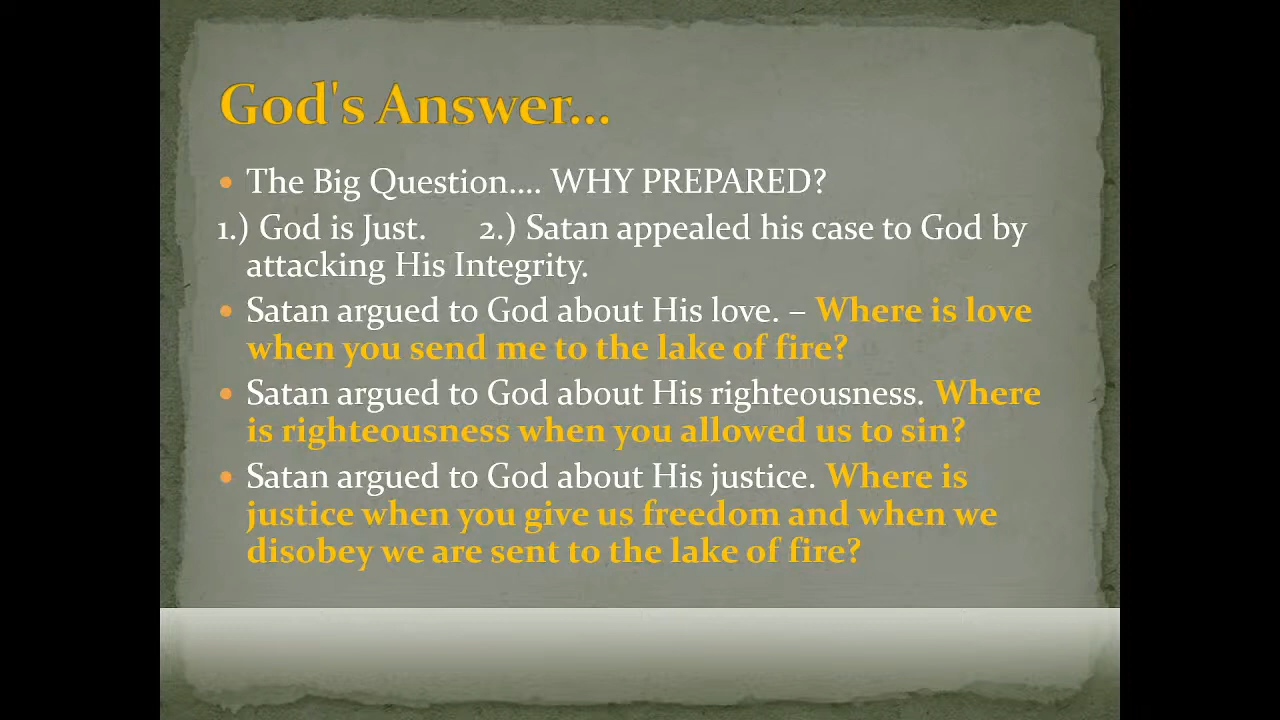 God's Answer...
• The Big Question.... WHY PREPARED?
1.) God is Just. 2.) Satan appealed his case to God by
attacking His Integrity.
• Satan argued to God about His love. – Where is love
when you send me to the lake of fire?
• Satan argued to God about His righteousness. Where
is righteousness when you allowed us to sin?
• Satan argued to God about His justice. Where is
justice when you give us freedom and when we
disobey we are sent to the lake of fire?